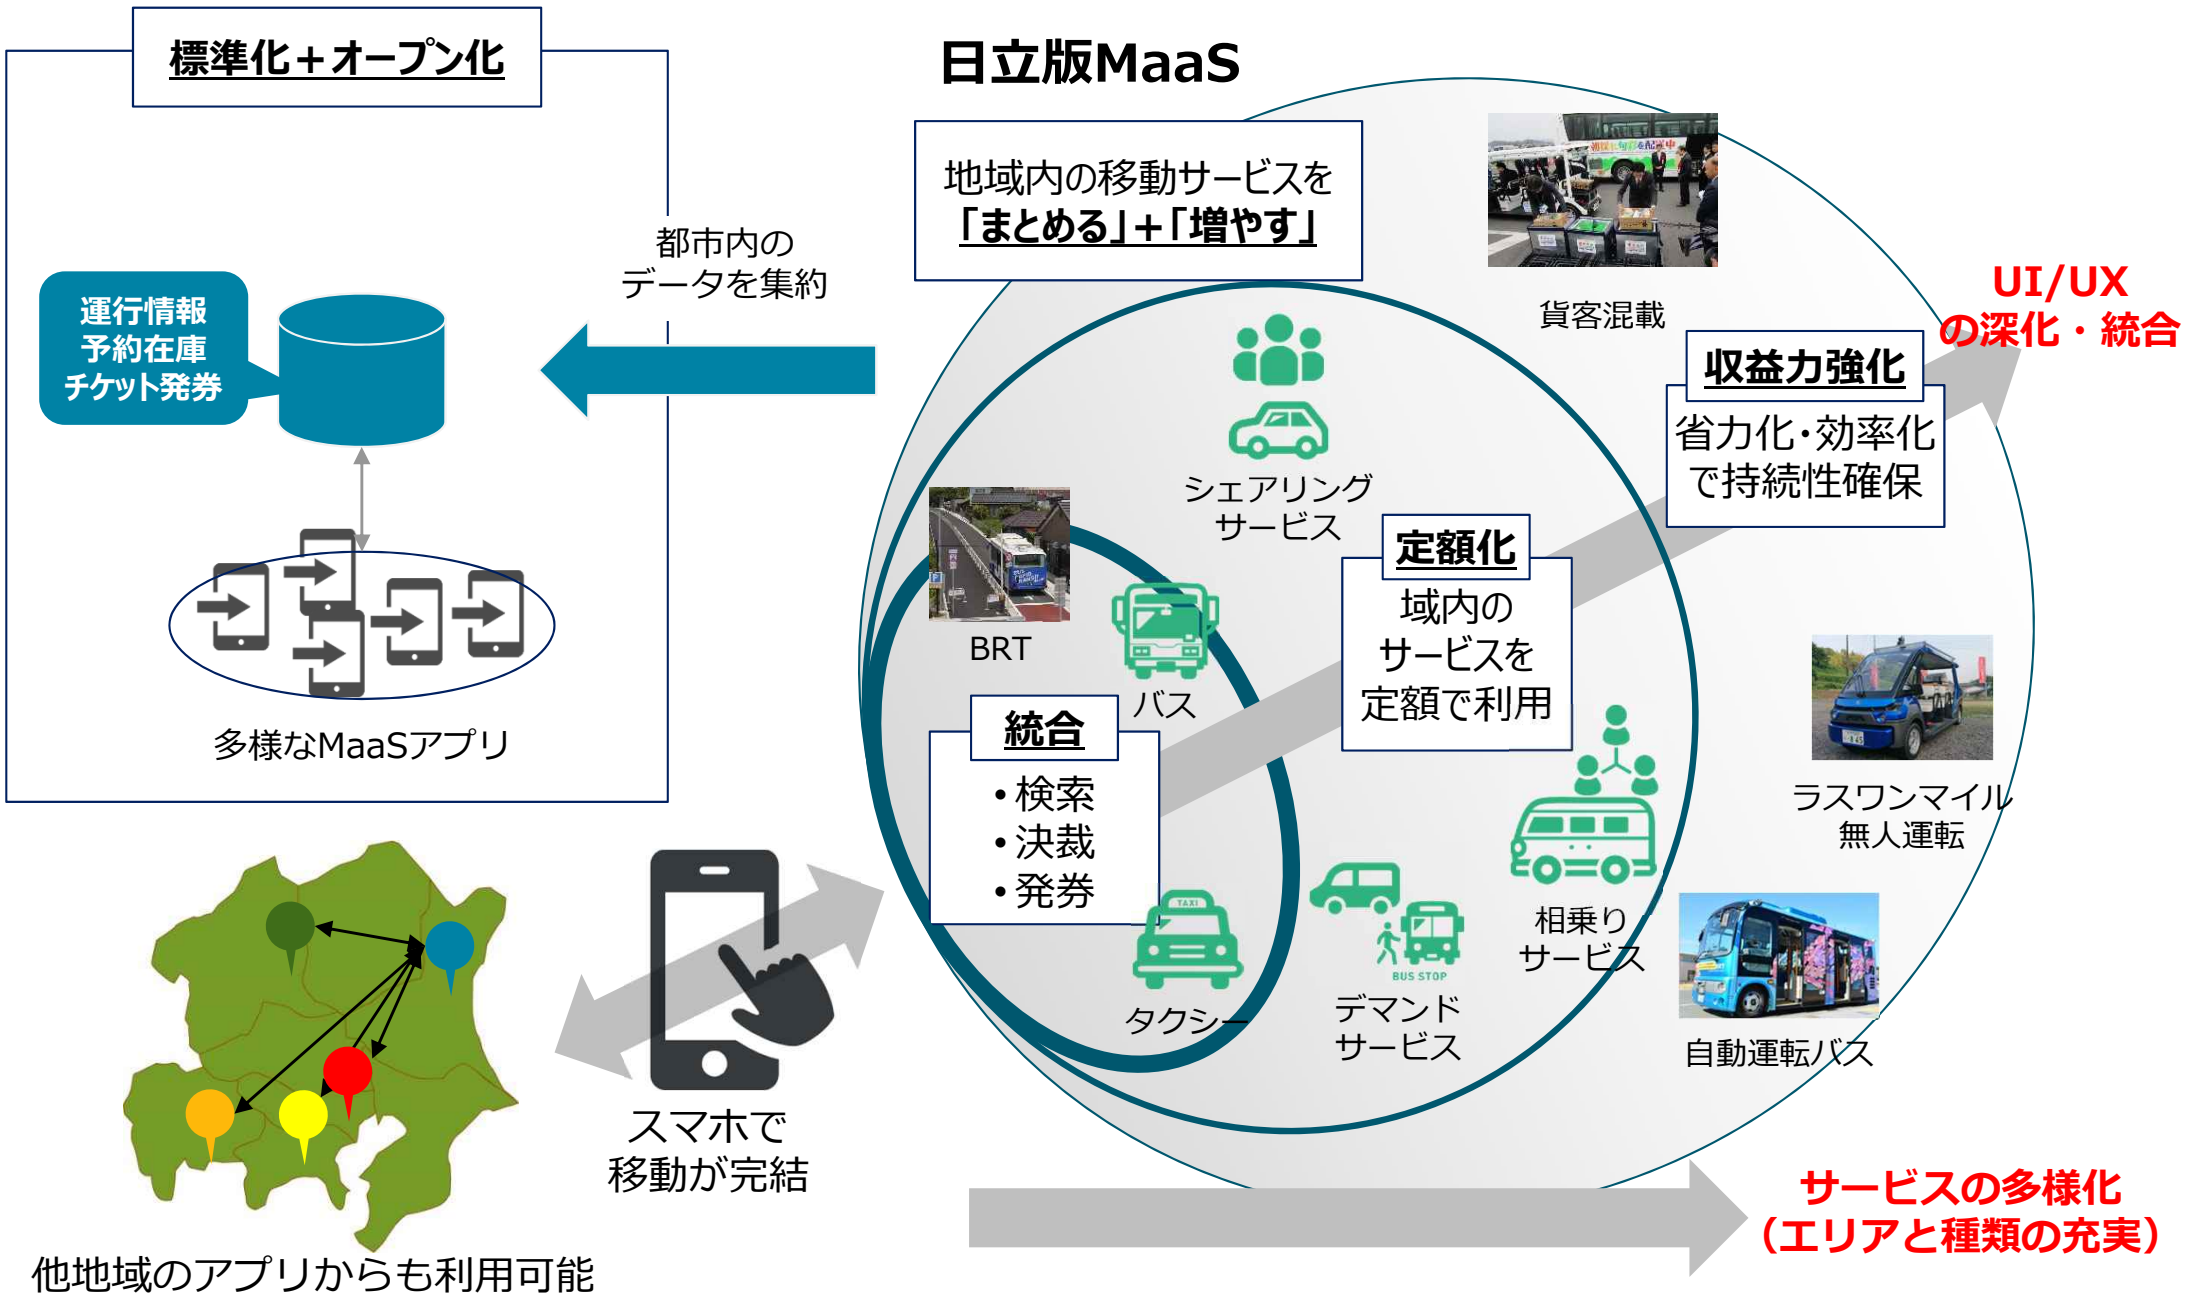 標準化＋オープン化
運行情報
予約在庫
チケット発券
多様なMaaSアプリ
都市内の
データを集約
日立版MaaS
地域内の移動サービスを
「まとめる」＋「増やす」
貨客混載
UI/UX
の深化・統合
収益力強化
省力化・効率化
で持続性確保
シェアリング
サービス
定額化
域内の
サービスを
定額で利用
BRT
バス
統合
・検索
・決裁
・発券
TAXI
タクシー
BUS STOP
デマンド
サービス
相乗り
サービス
ラスワンマイル
無人運転
自動運転バス
スマホで
移動が完結
他地域のアプリからも利用可能
サービスの多様化
（エリアと種類の充実）